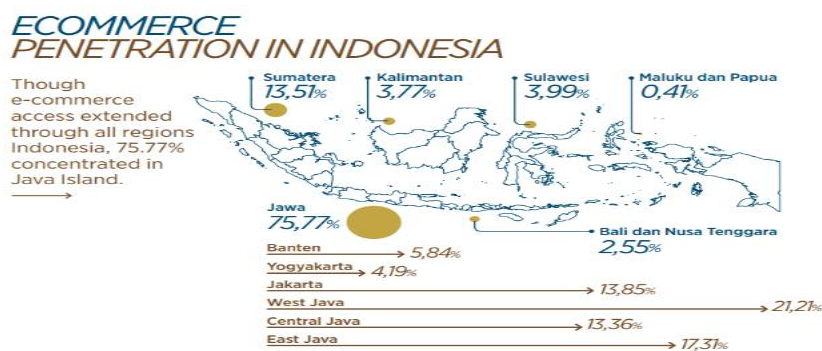 ECOMMERCE
PENETRATION IN INDONESIA
Though
e-commerce
access extended
through all regions
Indonesia, 75.77%
concentrated in
Java Island.
Sumatera
13,51%
Kalimantan
3,77%
Sulawesi
3,99%
Maluku dan Papua
0,41%
Jawa
75,77%
Bali dan Nusa Tenggara
2,55%
Banten
5,84%
Yogyakarta
4,19%
Jakarta
13,85%
West Java
21,21%
Central Java
13,36%
East Java
17,31%